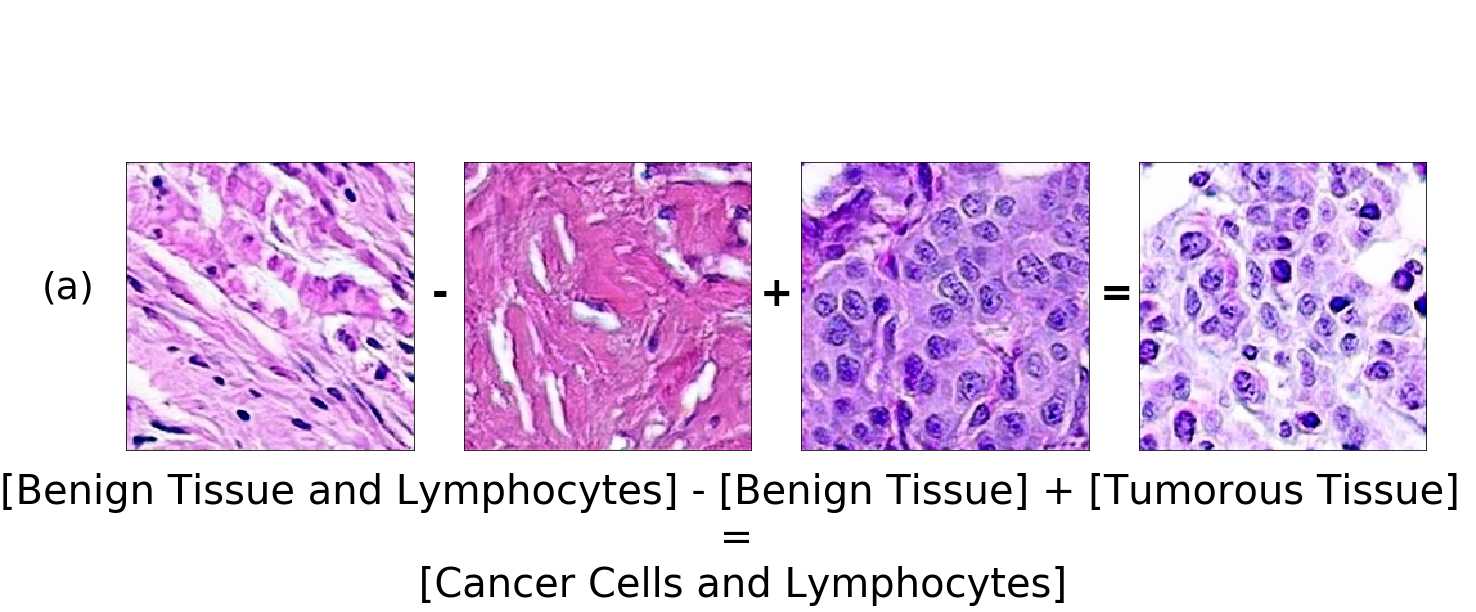 (a) - + =
[Benign Tissue and Lymphocytes] - [Benign Tissue] + [Tumorous Tissue]
=
[Cancer Cells and Lymphocytes]